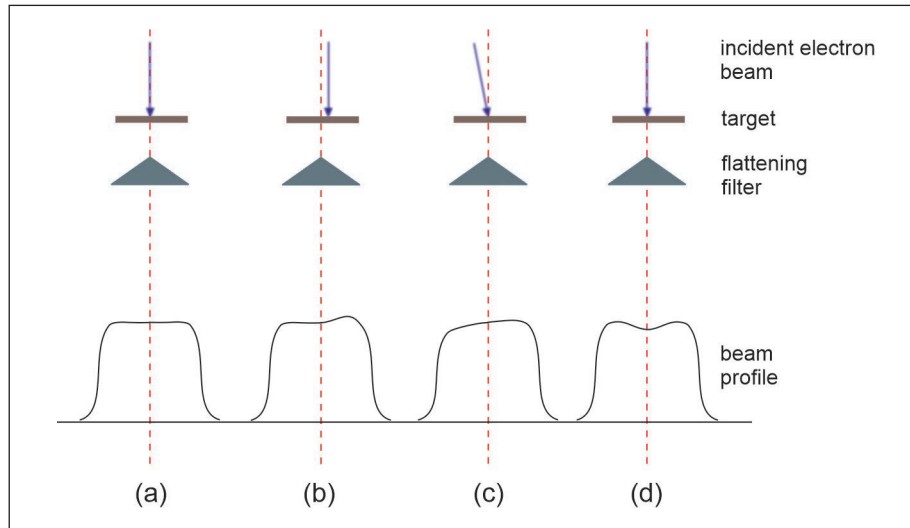 incident electron
beam
target
flattening
filter
beam
profile
(a) (b) (c) (d)